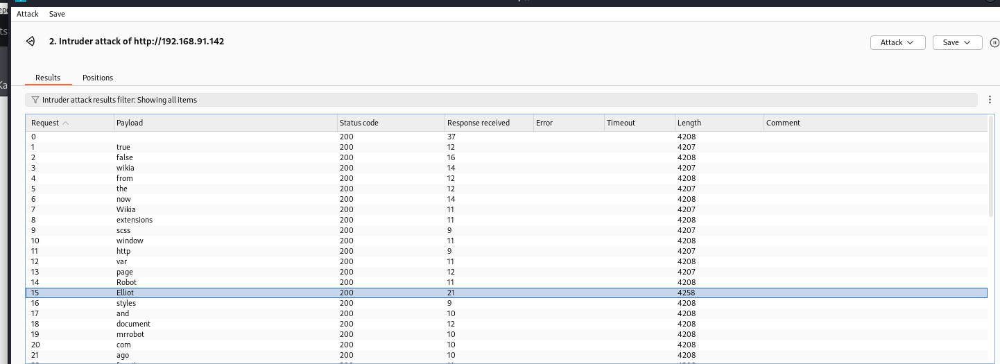 Attack Save
2. Intruder attack of http://192.168.91.142
Attack Save
Results Positions
Intruder attack results filter: Showing all items
Request Payload Status code Response received Error Timeout Length Comment
0 200 37 4208
1 true 200 12 4207
2 false 200 16 4208
3 wikia 200 14 4207
4 from 200 12 4208
5 the 200 12 4207
6 now 200 14 4208
7 Wikia 200 11 4207
8 extensions 200 11 4208
9 scss 200 9 4207
10 window 200 11 4208
11 http 200 9 4207
12 var 200 11 4208
13 page 200 12 4207
14 Robot 200 11 4208
15 Elliot 200 21 4258
16 styles 200 9 4208
17 and 200 10 4208
18 document 200 12 4208
19 mrrobot 200 10 4208
20 com 200 10 4208
21 ago 200 10 4208